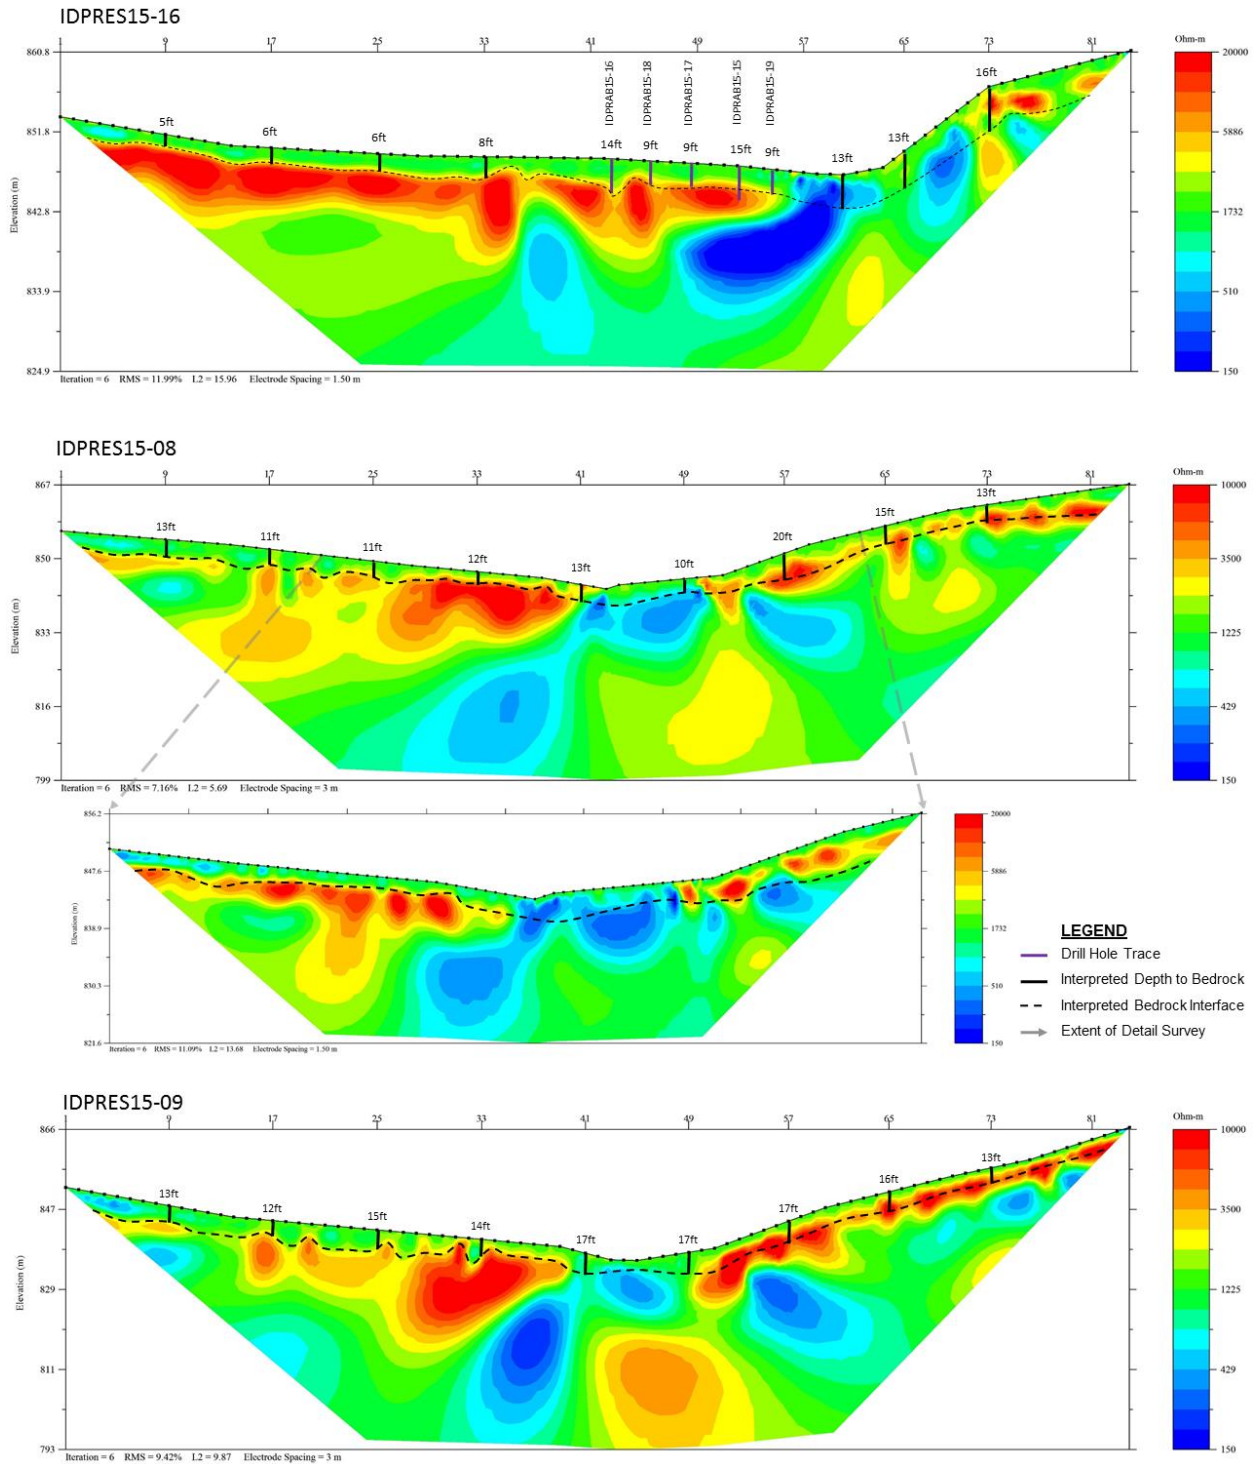 IDPRES15-16
1 9 17 25 33 41 49 57 65 73 81
Ohm-m
860.8
851.8
842.8
833.9
824.9
Elevation (m)
5ft 6ft 6ft 8ft 14ft 9ft 9ft 15ft 9ft 13ft 13ft 16ft
IDPRAB15-16
IDPRAB15-18
IDPRAB15-17
IDPRAB15-15
IDPRAB15-19
20000
5886
1732
510
150
Iteration = 6 RMS = 11.99% L2 = 15.96 Electrode Spacing = 1.50 m
IDPRES15-08
1 9 17 25 33 41 49 57 65 73 81
Ohm-m
867
850
833
816
799
Elevation (m)
13ft 11ft 11ft 12ft 13ft 10ft 20ft 15ft 13ft
10000
3500
1225
429
150
Iteration = 6 RMS = 7.16% L2 = 5.69 Electrode Spacing = 3 m
856.2
847.6
838.9
830.3
821.6
Elevation (m)
20000
5886
1732
510
150
Iteration = 6 RMS = 11.09% L2 = 13.68 Electrode Spacing = 1.50 m
LEGEND
Drill Hole Trace
Interpreted Depth to Bedrock
Interpreted Bedrock Interface
Extent of Detail Survey
IDPRES15-09
1 9 17 25 33 41 49 57 65 73 81
Ohm-m
866
847
829
811
793
Elevation (m)
13ft 12ft 15ft 14ft 17ft 17ft 17ft 16ft 13ft
10000
3500
1225
429
150
Iteration = 6 RMS = 9.42% L2 = 9.87 Electrode Spacing = 3 m